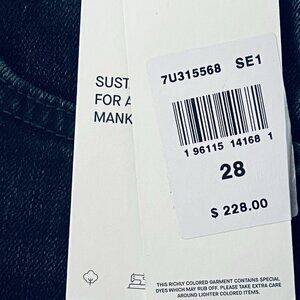 7U315568 SE1
SUST
FOR A
MANK
1 96115 14168 1
28
$ 228.00
THIS RICHLY COLORED GARMENT CONTAINS SPECIAL
DYES WHICH MAY RUB OFF. PLEASE TAKE EXTRA CARE
AROUND LIGHTER COLORED ITEMS.